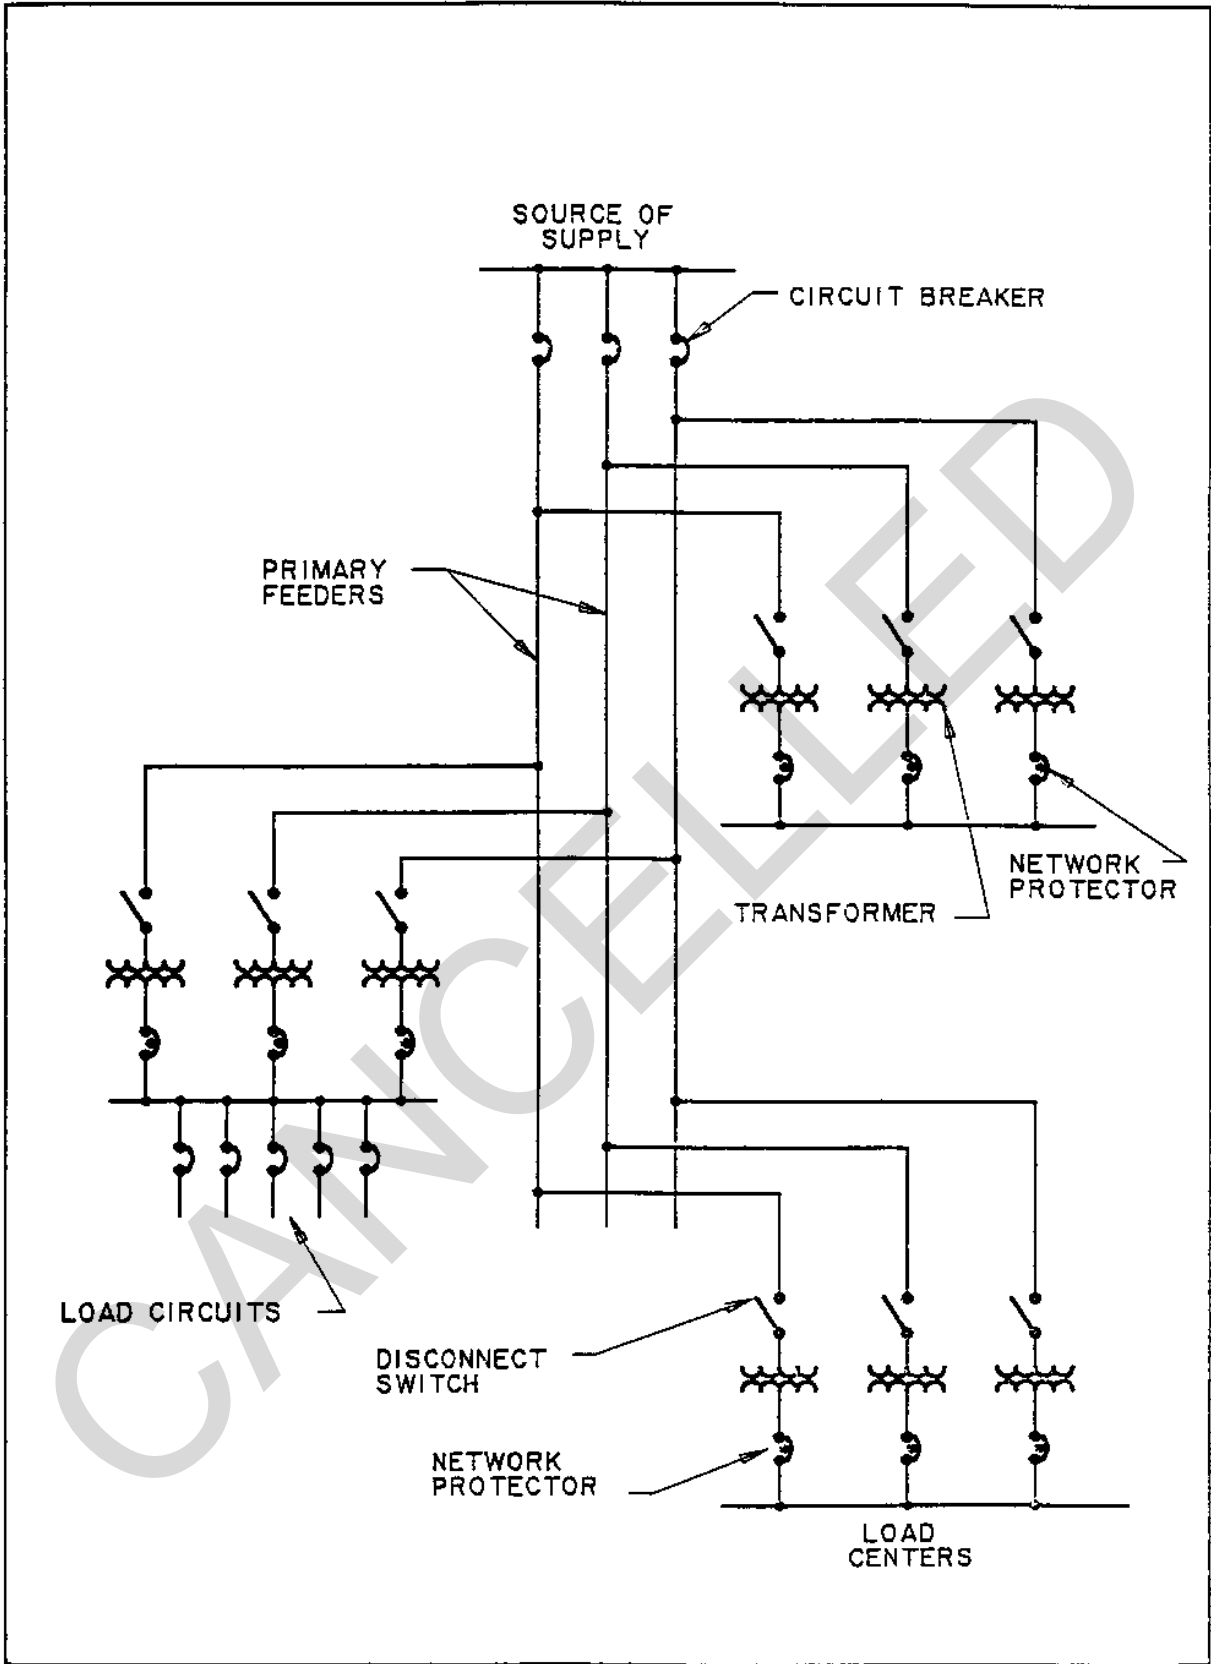 SOURCE OF
SUPPLY
CIRCUIT BREAKER
PRIMARY
FEEDERS
NETWORK
PROTECTOR
TRANSFORMER
LOAD CIRCUITS
DISCONNECT
SWITCH
NETWORK
PROTECTOR
LOAD
CENTERS
CANCELLED